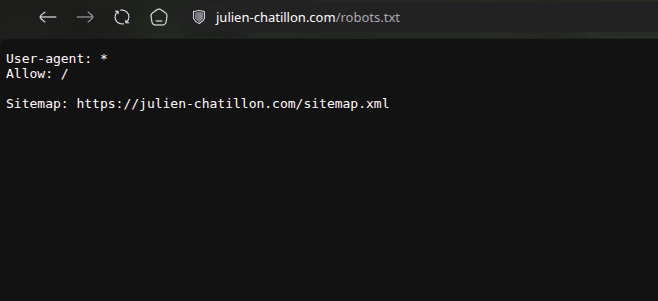 julien-chatillon.com/robots.txt
User-agent: *
Allow: /
Sitemap: https://julien-chatillon.com/sitemap.xml